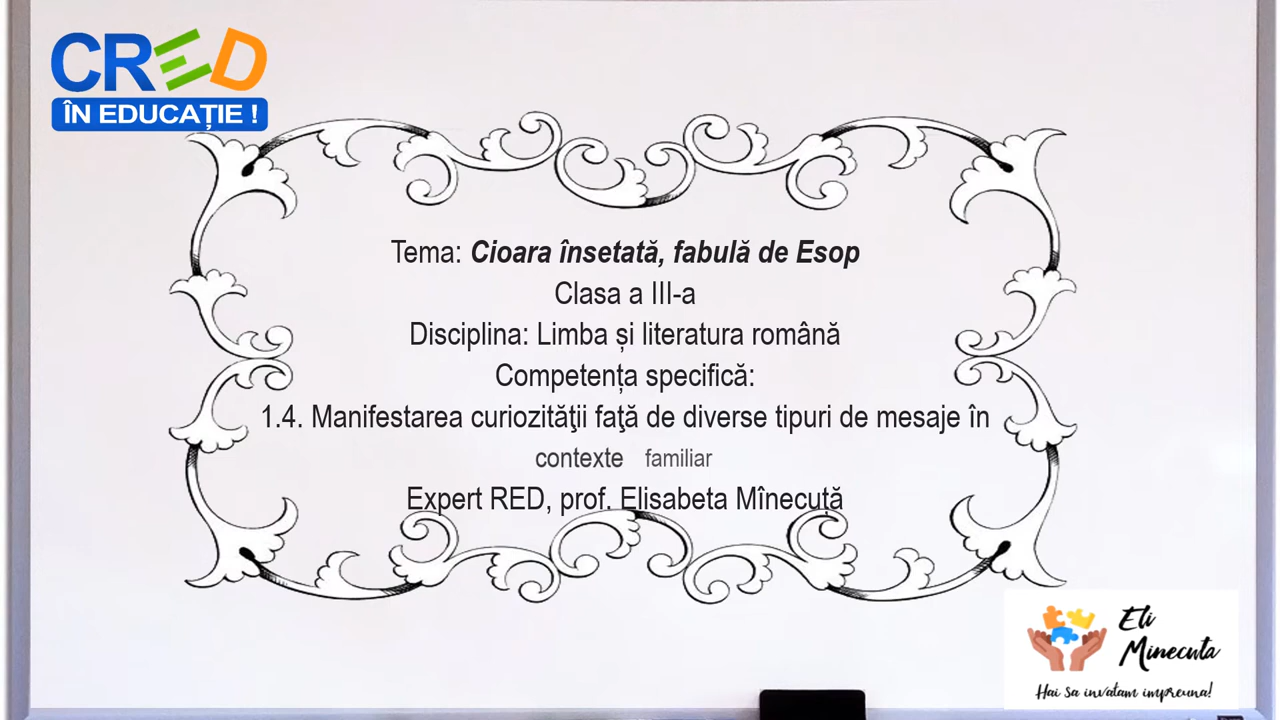 CRED
ÎN EDUCAȚIE !
Tema: Cioara însetată, fabulă de Esop
Clasa a III-a
Disciplina: Limba și literatura română
Competența specifică:
1.4. Manifestarea curiozităţii faţă de diverse tipuri de mesaje în
contexte familiar
Expert RED, prof. Elisabeta Mînecuță
Eli
Minecuta
Hai sa invatam impreuna!